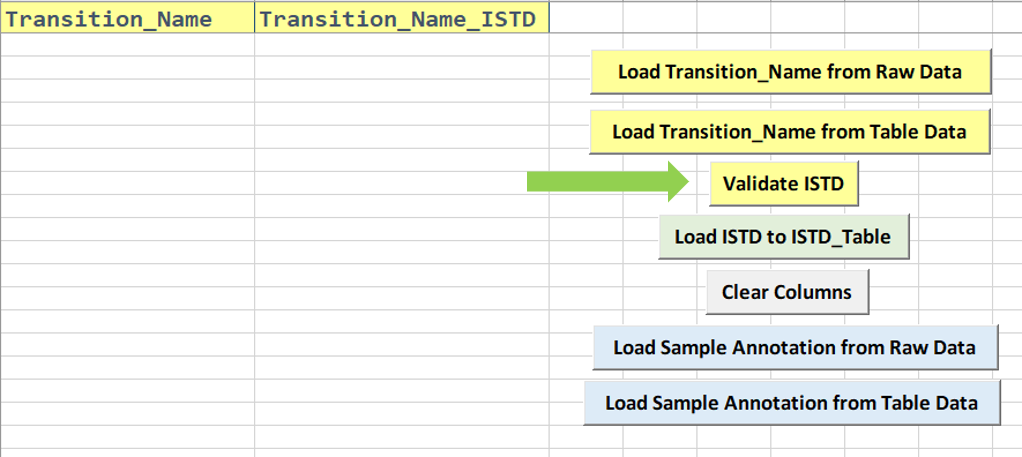 Transition_Name Transition_Name_ISTD
Load Transition_Name from Raw Data
Load Transition_Name from Table Data
Validate ISTD
Load ISTD to ISTD_Table
Clear Columns
Load Sample Annotation from Raw Data
Load Sample Annotation from Table Data